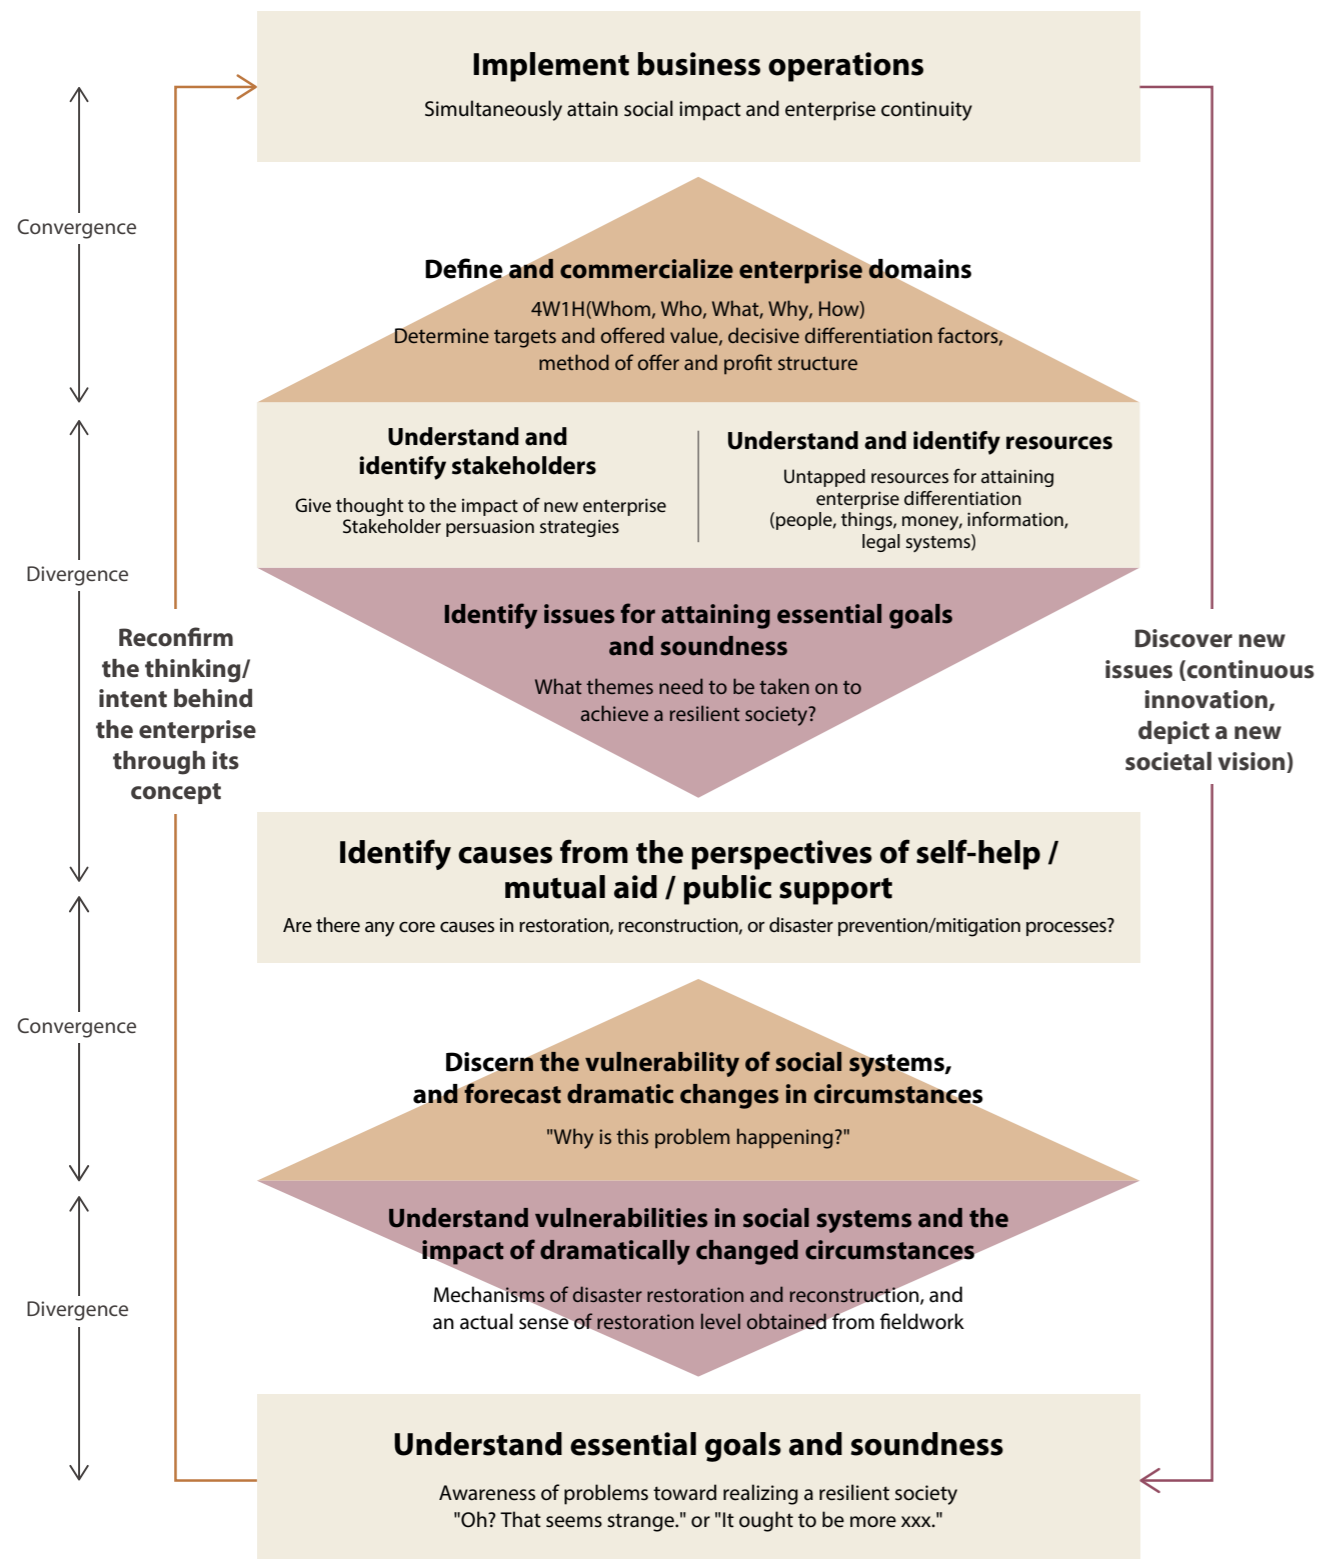 Implement business operations
Simultaneously attain social impact and enterprise continuity
Convergence
Define and commercialize enterprise domains
4W1H(Whom, Who, What, Why, How)
Determine targets and offered value, decisive differentiation factors,
method of offer and profit structure
Understand and
identify stakeholders
Give thought to the impact of new enterprise
Stakeholder persuasion strategies
Understand and identify resources
Untapped resources for attaining
enterprise differentiation
(people, things, money, information,
legal systems)
Divergence
Identify issues for attaining essential goals
and soundness
What themes need to be taken on to
achieve a resilient society?
Reconfirm
the thinking/
intent behind
the enterprise
through its
concept
Discover new
issues (continuous
innovation,
depict a new
societal vision)
Identify causes from the perspectives of self-help /
mutual aid / public support
Are there any core causes in restoration, reconstruction, or disaster prevention/mitigation processes?
Convergence
Discern the vulnerability of social systems,
and forecast dramatic changes in circumstances
"Why is this problem happening?"
Understand vulnerabilities in social systems and the
impact of dramatically changed circumstances
Mechanisms of disaster restoration and reconstruction, and
an actual sense of restoration level obtained from fieldwork
Divergence
Understand essential goals and soundness
Awareness of problems toward realizing a resilient society
"Oh? That seems strange." or "It ought to be more xxx."